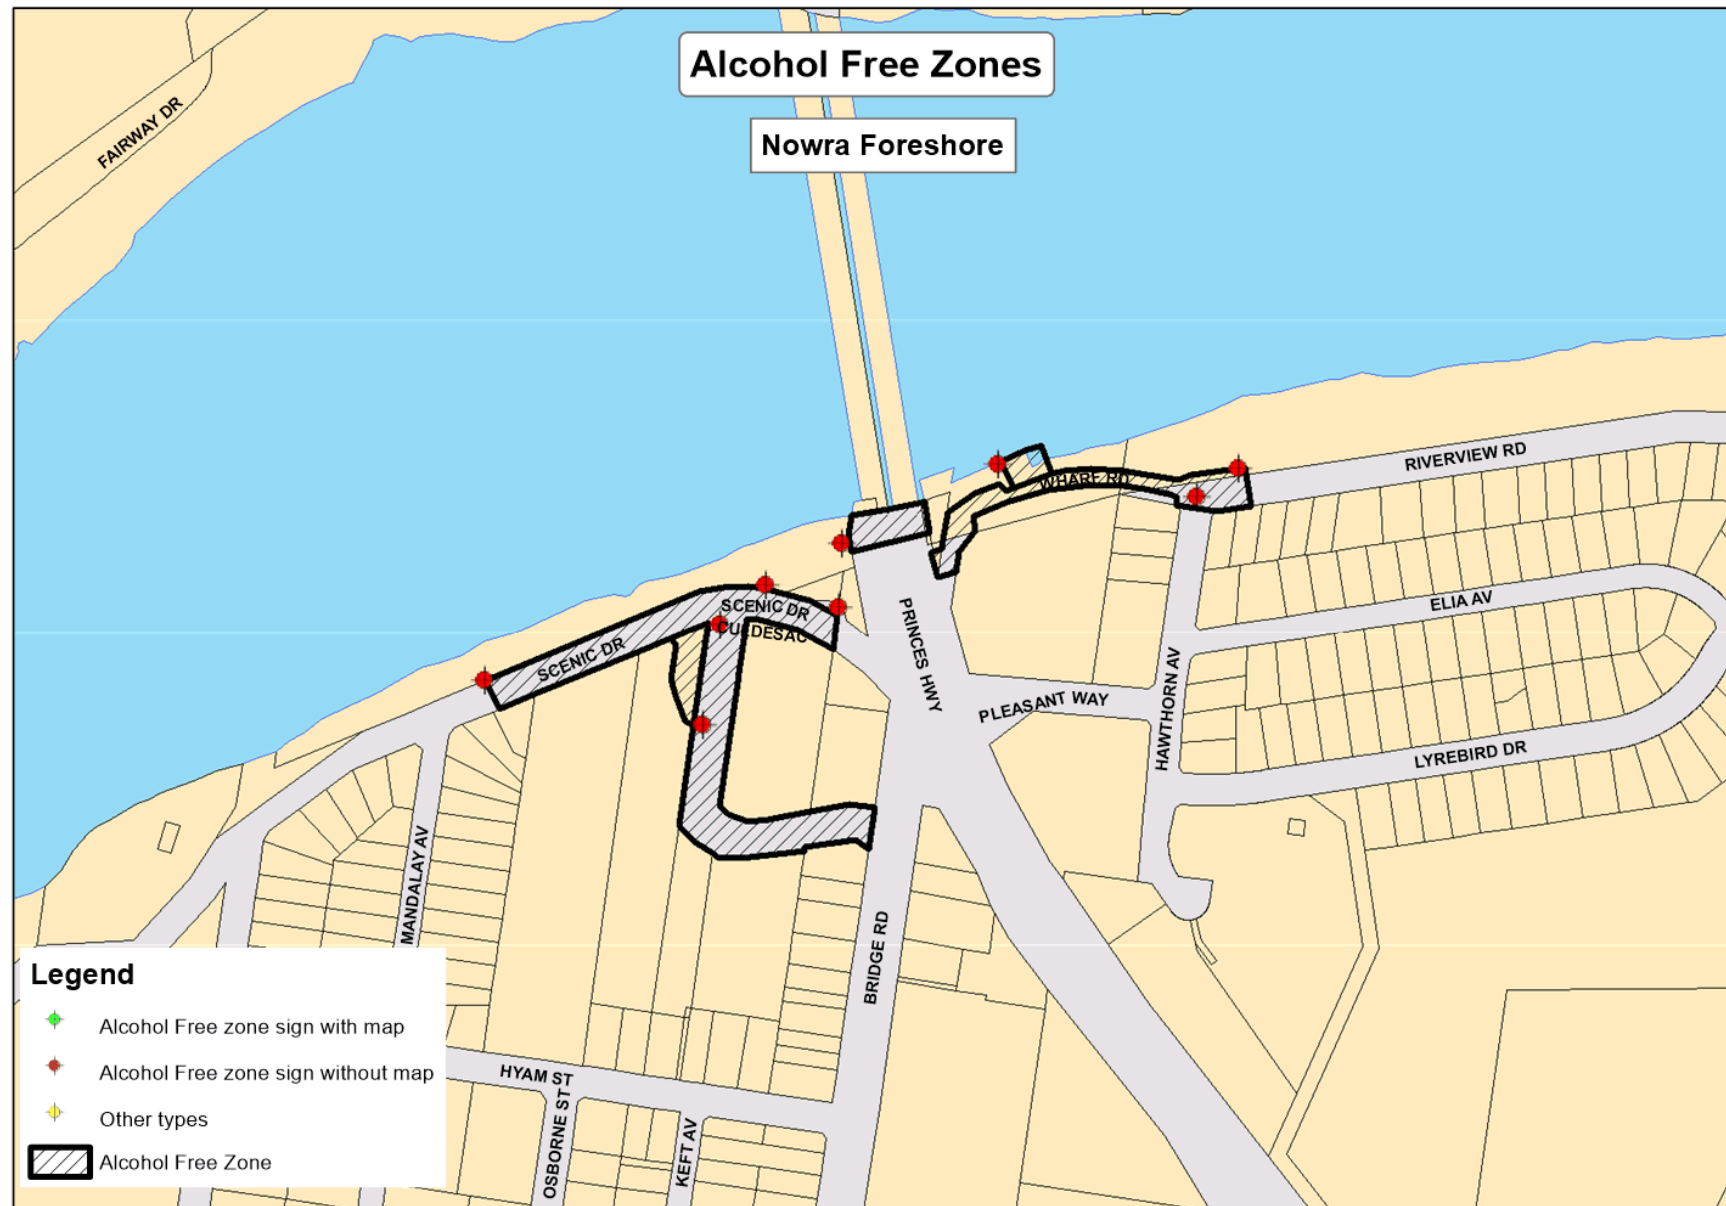 Alcohol Free Zones
Nowra Foreshore
FAIRWAY DR
RIVERVIEW RD
WHARF RD
SCENIC DR
CULDESAC
SCENIC DR
PRINCES HWY
ELIA AV
PLEASANT WAY
HAWTHORN AV
LYREBIRD DR
MANDALAY AV
BRIDGE RD
HYAM ST
OSBORNE ST
KEFT AV
Legend
Alcohol Free zone sign with map
Alcohol Free zone sign without map
Other types
Alcohol Free Zone